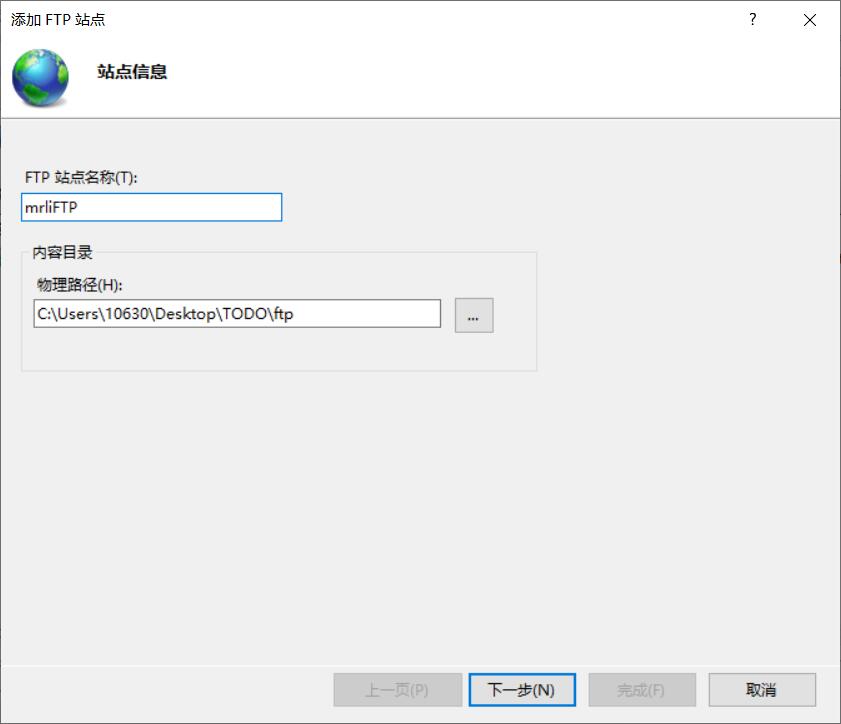 添加 FTP 站点
?
站点信息
FTP 站点名称(T):
mrliFTP
内容目录
物理路径(H):
C:\Users\10630\Desktop\TODO\ftp
...
上一页(P) 下一步(N) 完成(F) 取消